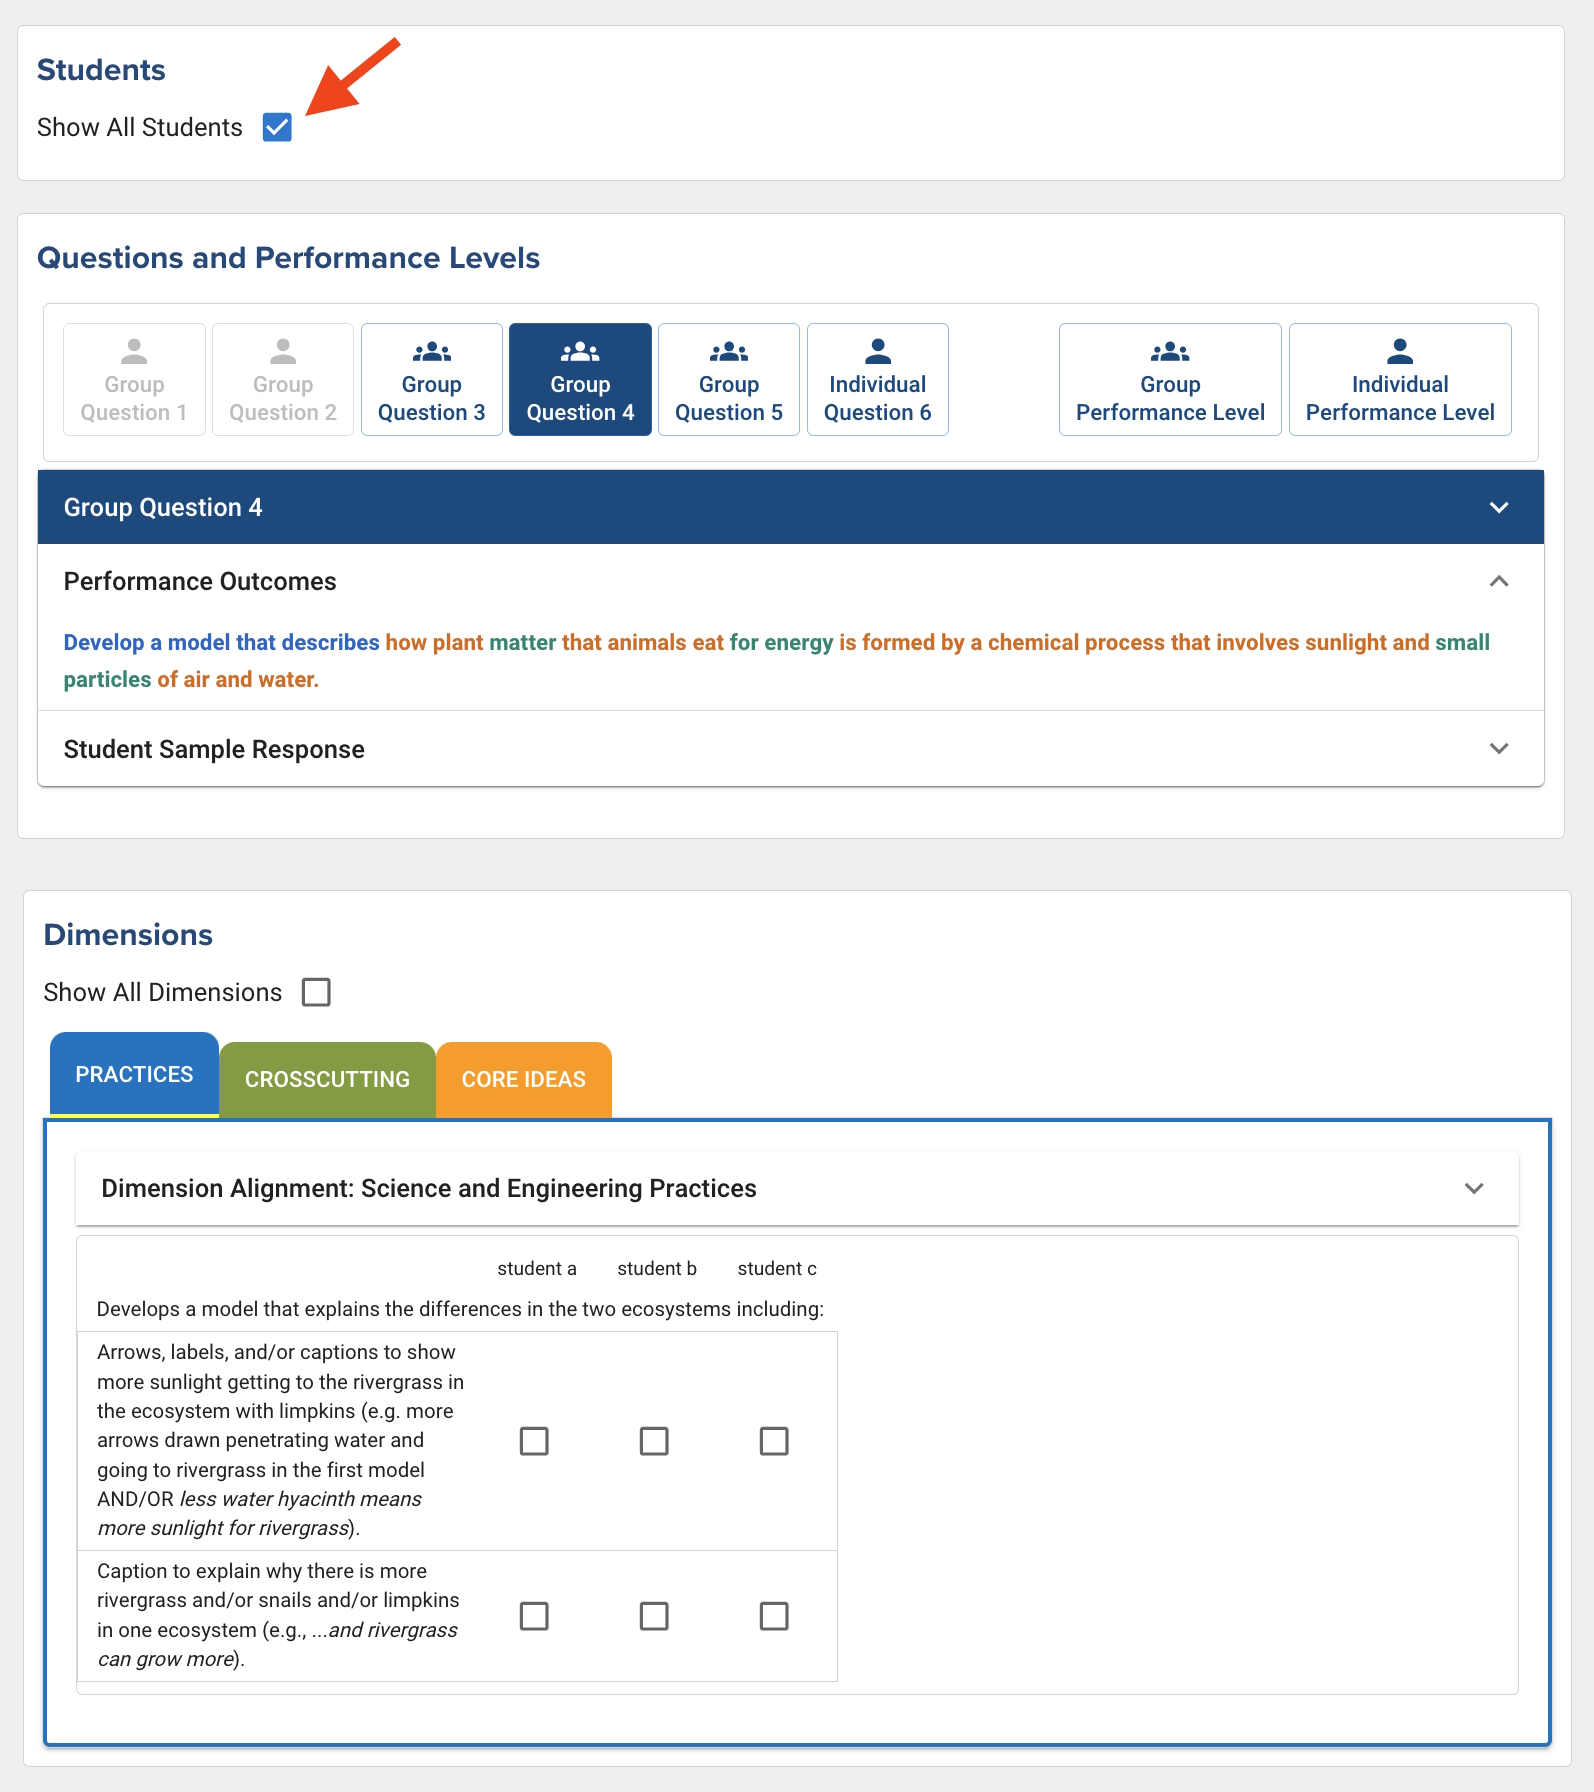 Students
Show All Students
Questions and Performance Levels
Group
Question 1
Group
Question 2
Group
Question 3
Group
Question 4
Group
Question 5
Individual
Question 6
Group
Performance Level
Individual
Performance Level
Group Question 4
Performance Outcomes
Develop a model that describes how plant matter that animals eat for energy is formed by a chemical process that involves sunlight and small
particles of air and water.
Student Sample Response
Dimensions
Show All Dimensions
PRACTICES
CROSSCUTTING
CORE IDEAS
Dimension Alignment: Science and Engineering Practices
student a student b student c
Develops a model that explains the differences in the two ecosystems including:
Arrows, labels, and/or captions to show
more sunlight getting to the rivergrass in
the ecosystem with limpkins (e.g. more
arrows drawn penetrating water and
going to rivergrass in the first model
AND/OR less water hyacinth means
more sunlight for rivergrass).
Caption to explain why there is more
rivergrass and/or snails and/or limpkins
in one ecosystem (e.g., ...and rivergrass
can grow more).